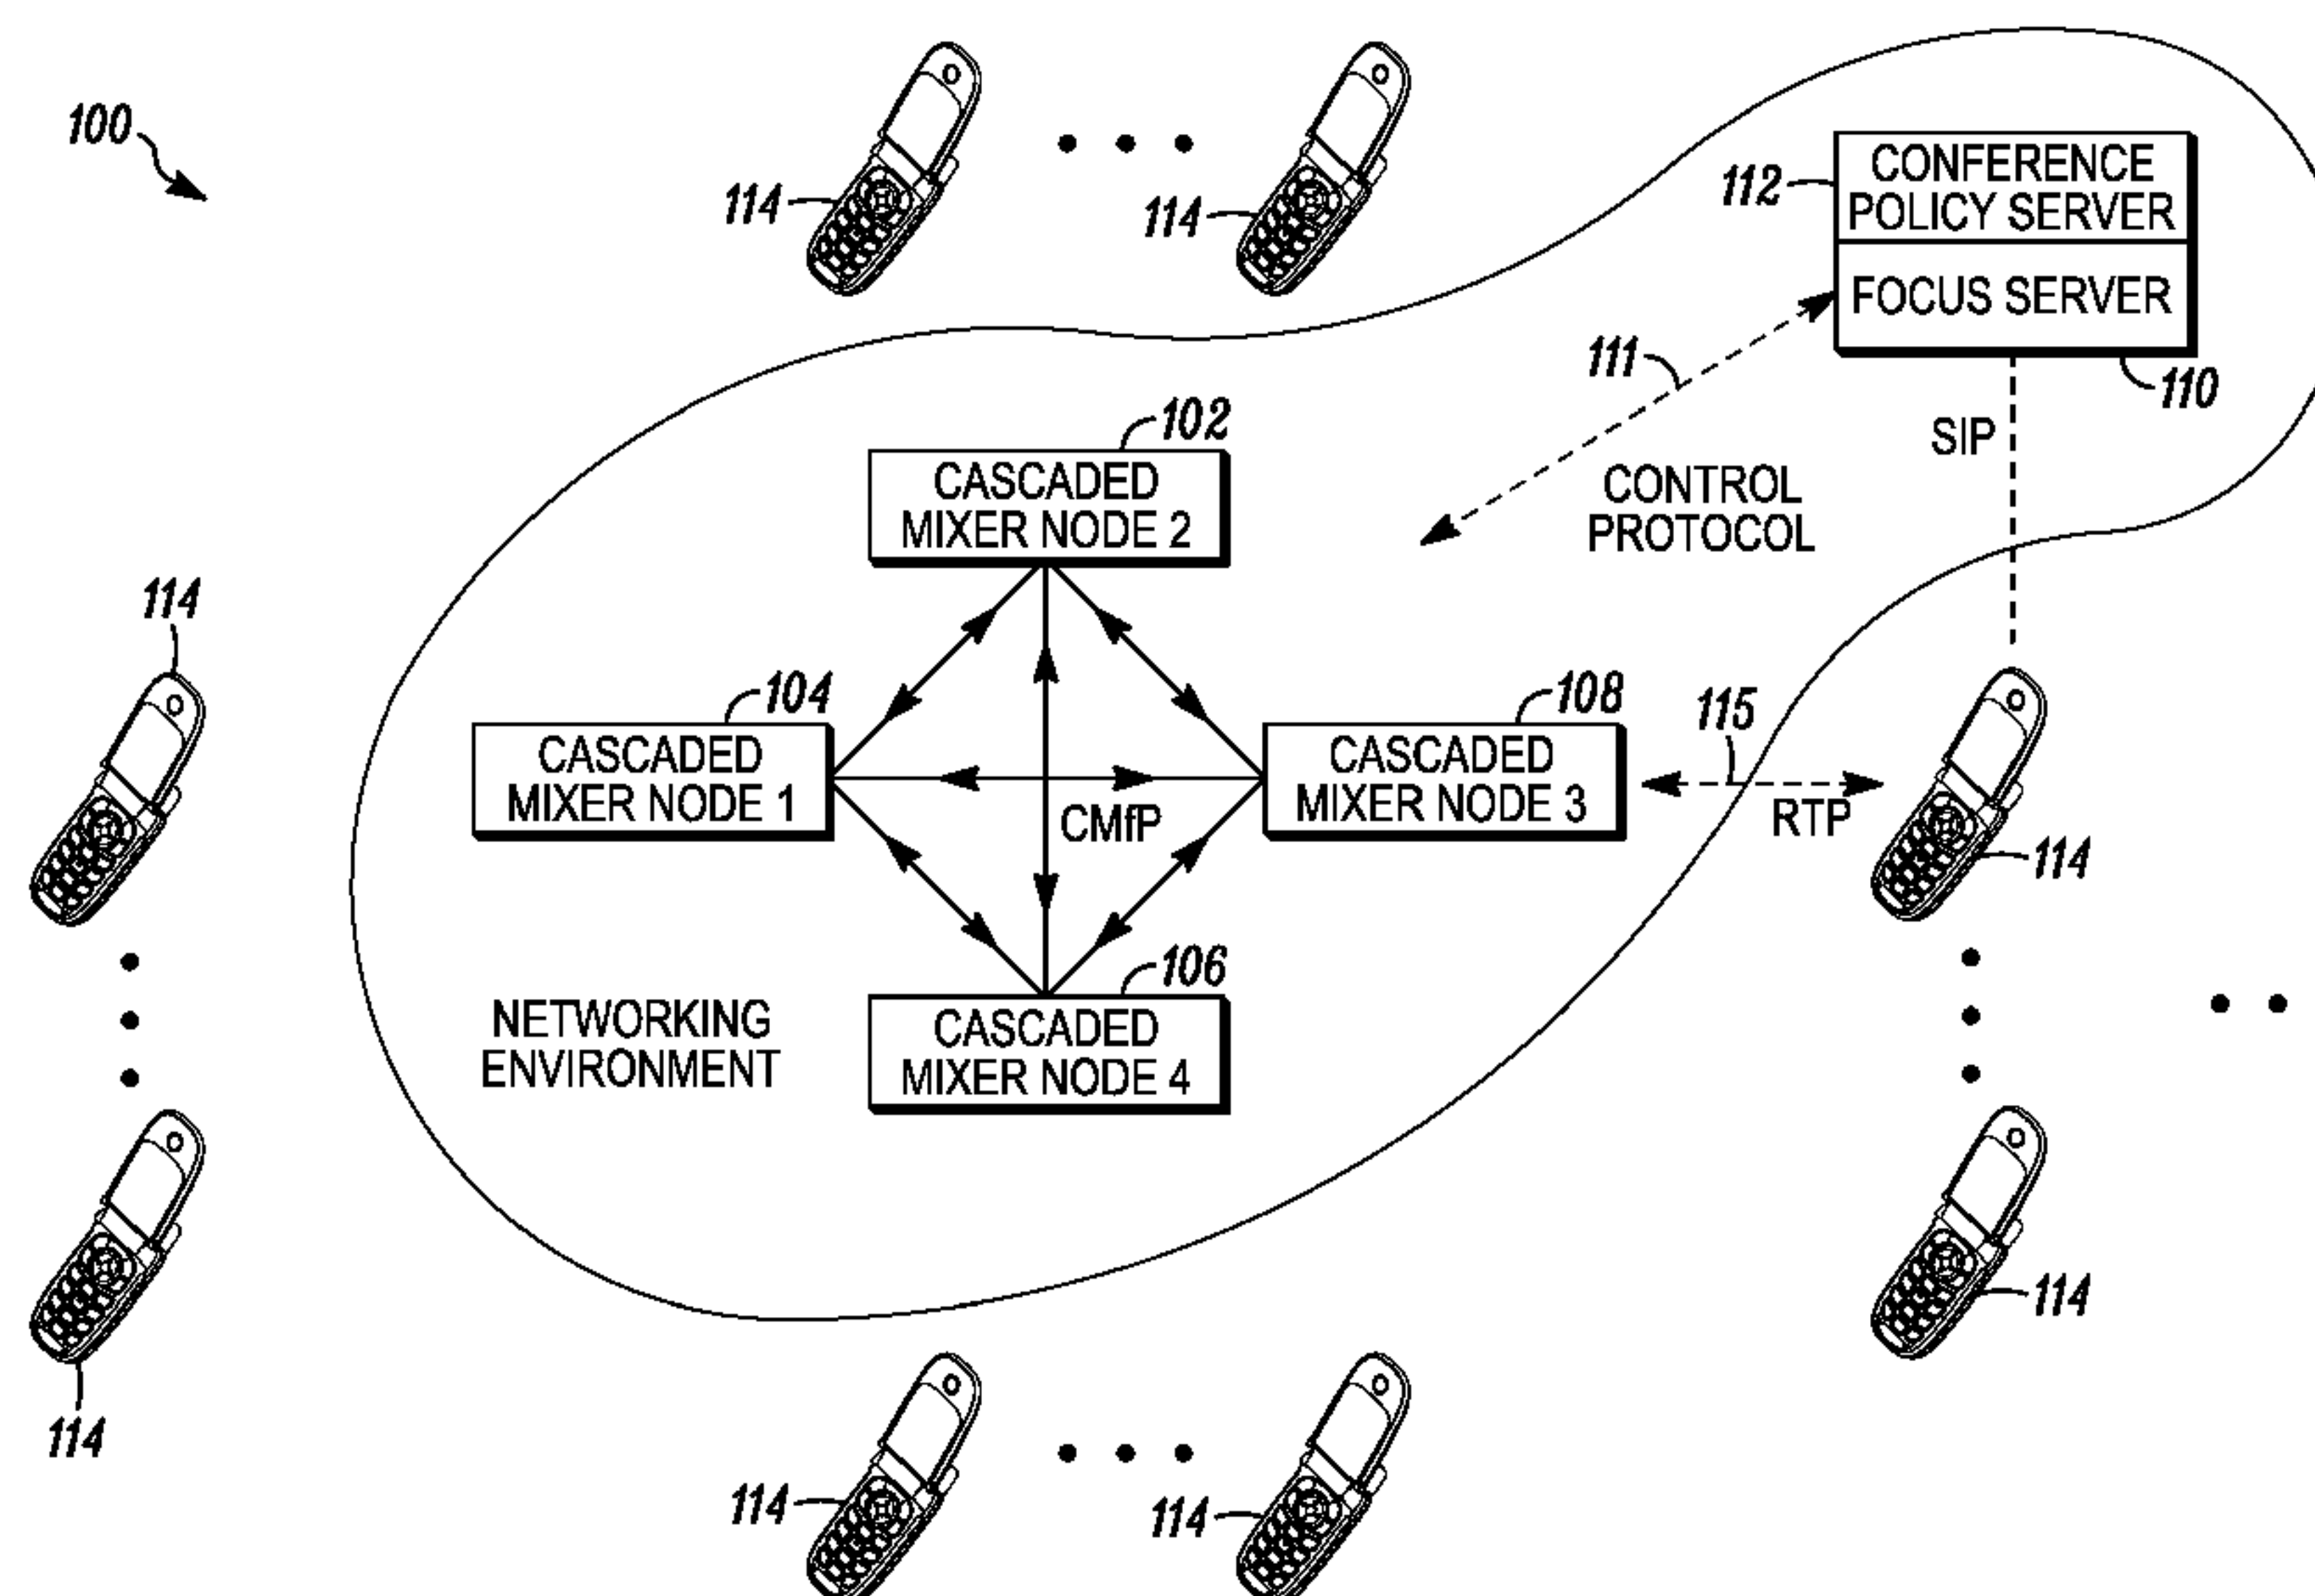 100
114
114
112
CONFERENCE
POLICY SERVER
FOCUS SERVER
111
110
SIP
102
CASCADED
MIXER NODE 2
CONTROL
PROTOCOL
114
104
CASCADED
MIXER NODE 1
CMfP
108
CASCADED
MIXER NODE 3
115
RTP
114
106
CASCADED
MIXER NODE 4
NETWORKING
ENVIRONMENT
114
114
114
114